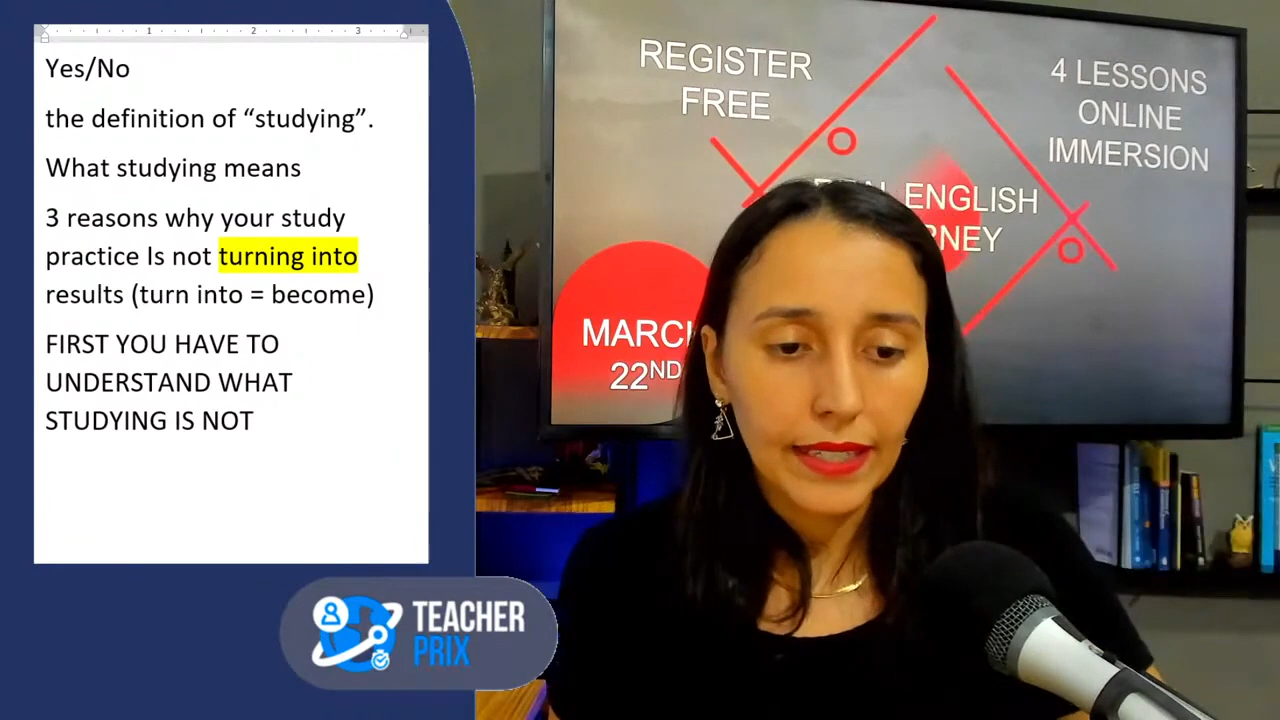 Yes/No
the definition of “studying”.
What studying means
3 reasons why your study
practice Is not turning into
results (turn into = become)
FIRST YOU HAVE TO
UNDERSTAND WHAT
STUDYING IS NOT
TEACHER
PRIX
REGISTER
FREE
4 LESSONS
ONLINE
IMMERSION
ENGLISH
MARCH
22ND